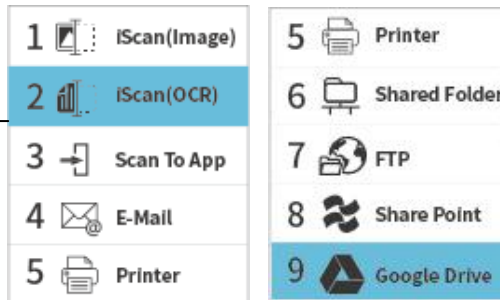 1 iScan(Image)
2 iScan(OCR)
3 Scan To App
4 E-Mail
5 Printer
5 Printer
6 Shared Folder
7 FTP
8 Share Point
9 Google Drive